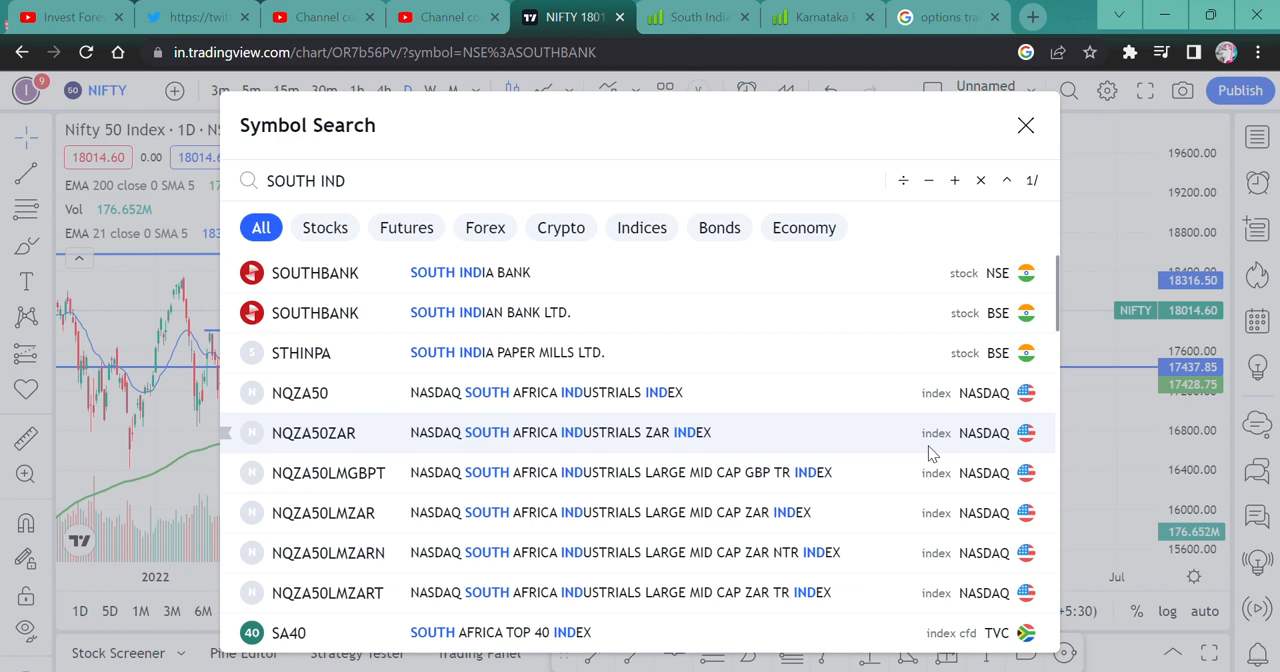 Invest Fore
https://twit
Channel co
Channel co
NIFTY 1801
South India
Karnataka
options tra
in.tradingview.com/chart/OR7b56Pv/?symbol=NSE%3ASOUTHBANK
I 9 50 NIFTY 3m 5m 15m 30m 1h 4h D W M Unnamed Publish
Symbol Search
Nifty 50 Index · 1D · NS
18014.60 0.00 18014.6
EMA 200 close 0 SMA 5 17
Vol 176.652M
EMA 21 close 0 SMA 5 183
SOUTH IND ÷ − + × ^ 1/
All Stocks Futures Forex Crypto Indices Bonds Economy
SOUTHBANK SOUTH INDIA BANK stock NSE
SOUTHBANK SOUTH INDIAN BANK LTD. stock BSE
S STHINPA SOUTH INDIA PAPER MILLS LTD. stock BSE
N NQZA50 NASDAQ SOUTH AFRICA INDUSTRIALS INDEX index NASDAQ
N NQZA50ZAR NASDAQ SOUTH AFRICA INDUSTRIALS ZAR INDEX index NASDAQ
N NQZA50LMGBPT NASDAQ SOUTH AFRICA INDUSTRIALS LARGE MID CAP GBP TR INDEX index NASDAQ
N NQZA50LMZAR NASDAQ SOUTH AFRICA INDUSTRIALS LARGE MID CAP ZAR INDEX index NASDAQ
N NQZA50LMZARN NASDAQ SOUTH AFRICA INDUSTRIALS LARGE MID CAP ZAR NTR INDEX index NASDAQ
N NQZA50LMZART NASDAQ SOUTH AFRICA INDUSTRIALS LARGE MID CAP ZAR TR INDEX index NASDAQ
40 SA40 SOUTH AFRICA TOP 40 INDEX index cfd TVC
19600.00
19200.00
18800.00
18400.00
18316.50
NIFTY 18014.60
17600.00
17437.85
17428.75
16800.00
16400.00
16000.00
176.652M
15600.00
2022
Jul
1D 5D 1M 3M 6M
+5:30) % log auto
Stock Screener Pine Editor Strategy Tester Trading Panel